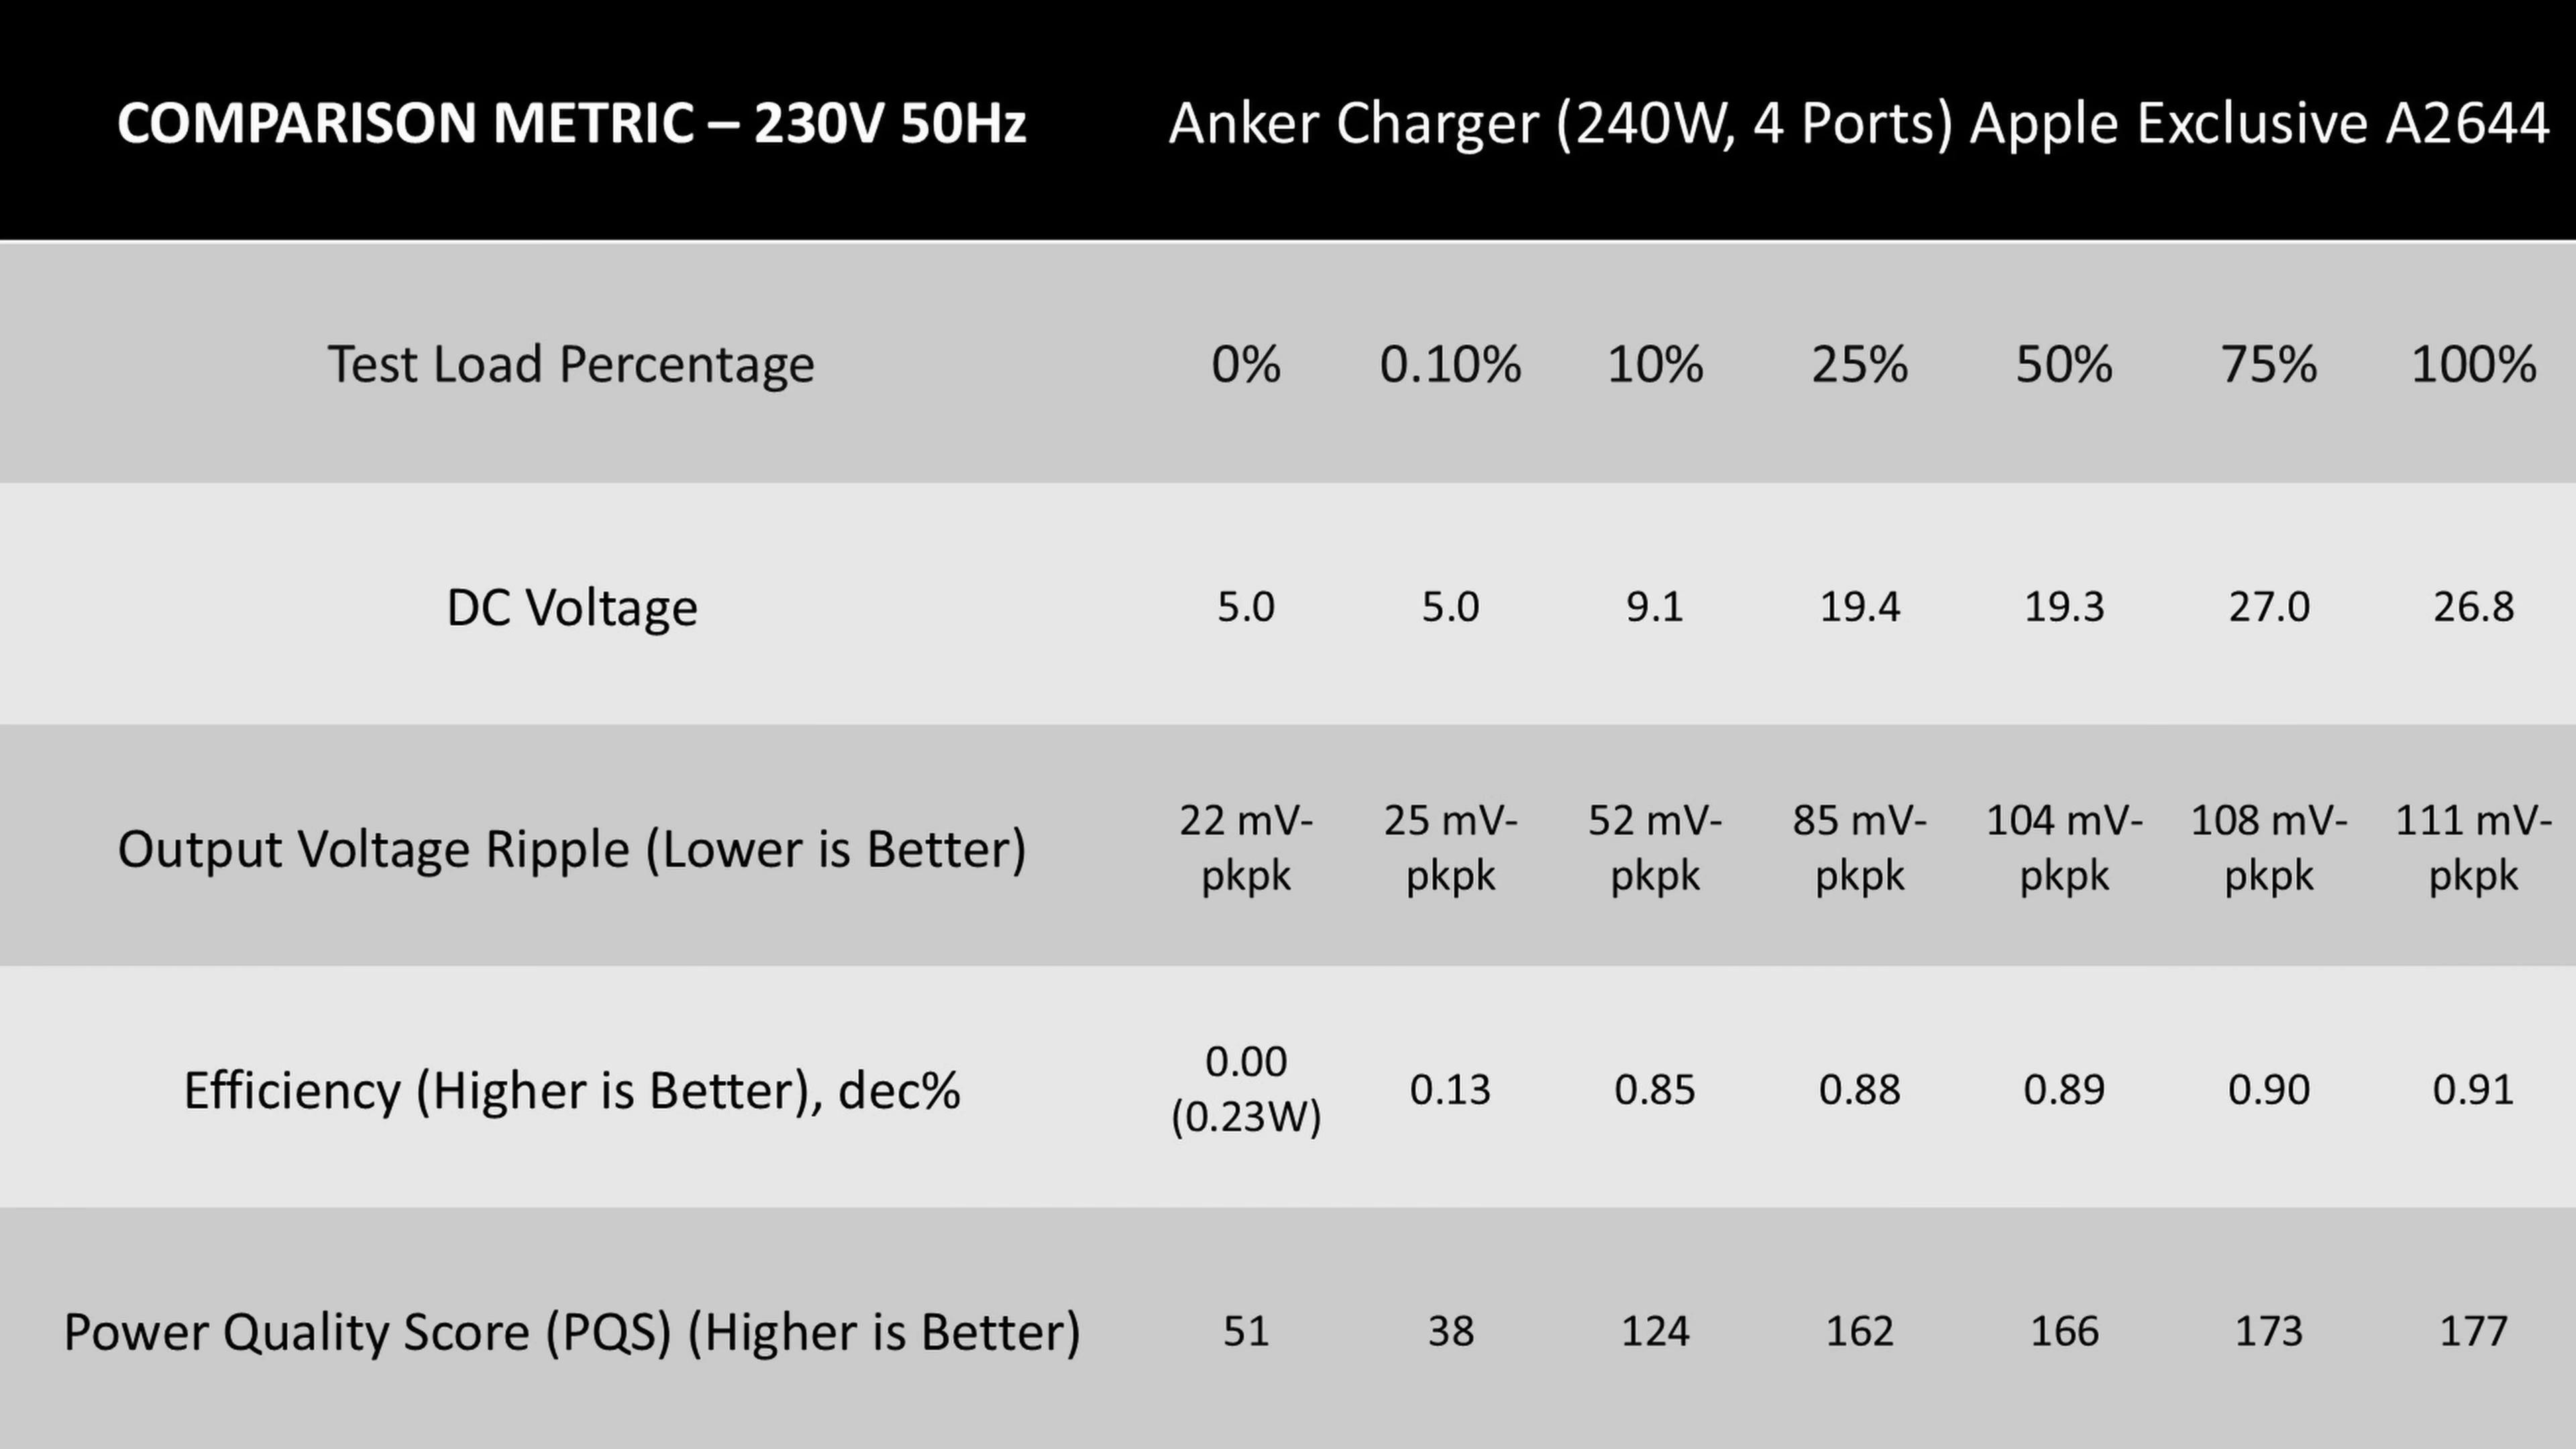 COMPARISON METRIC – 230V 50Hz Anker Charger (240W, 4 Ports) Apple Exclusive A2644
Test Load Percentage 0% 0.10% 10% 25% 50% 75% 100%
DC Voltage 5.0 5.0 9.1 19.4 19.3 27.0 26.8
Output Voltage Ripple (Lower is Better) 22 mV- 25 mV- 52 mV- 85 mV- 104 mV- 108 mV- 111 mV-
pkpk pkpk pkpk pkpk pkpk pkpk pkpk
Efficiency (Higher is Better), dec% 0.00 0.13 0.85 0.88 0.89 0.90 0.91
(0.23W)
Power Quality Score (PQS) (Higher is Better) 51 38 124 162 166 173 177